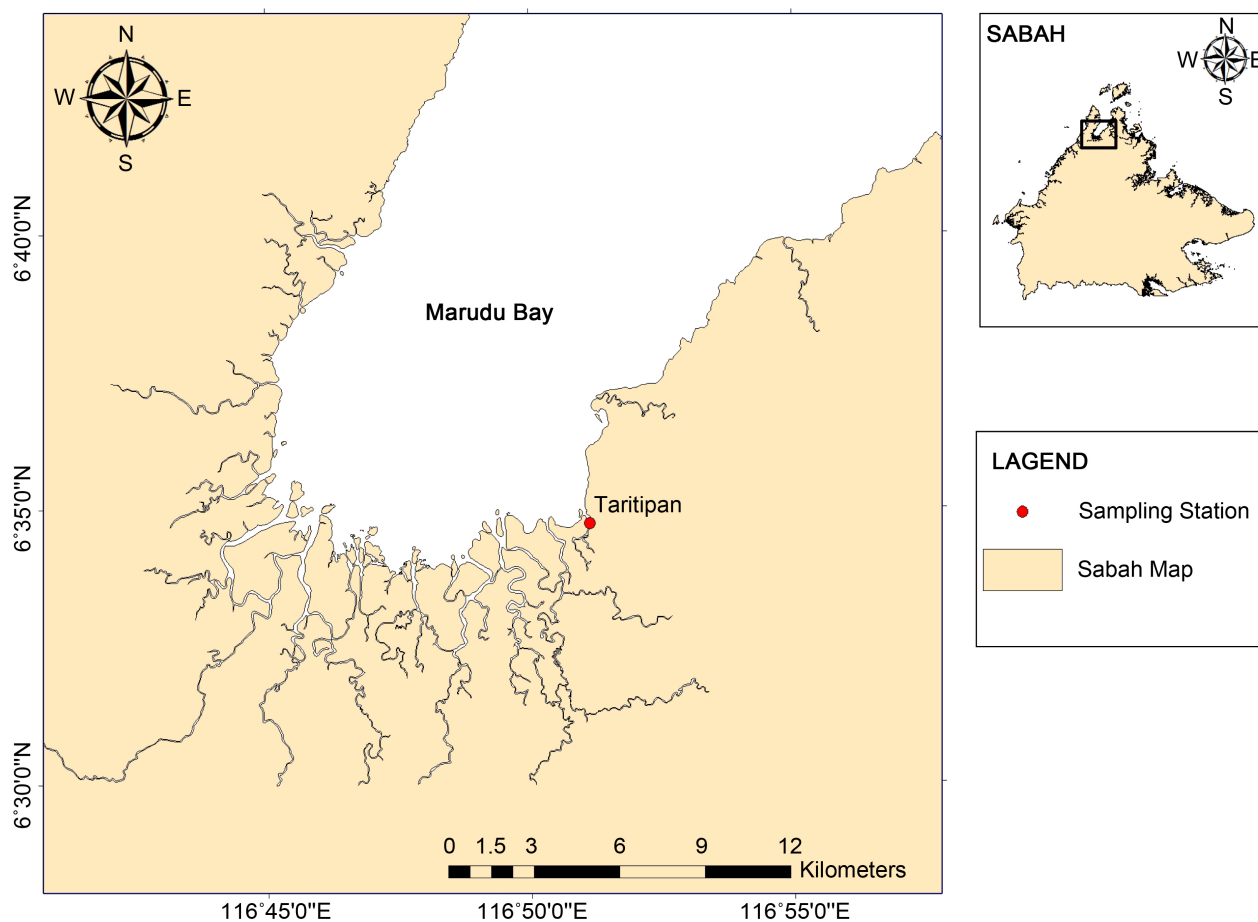 N
W E
S
6°40'0"N
Marudu Bay
6°35'0"N
Taritipan
6°30'0"N
0 1.5 3 6 9 12
Kilometers
116°45'0"E 116°50'0"E 116°55'0"E
SABAH
N
W E
S
LAGEND
Sampling Station
Sabah Map